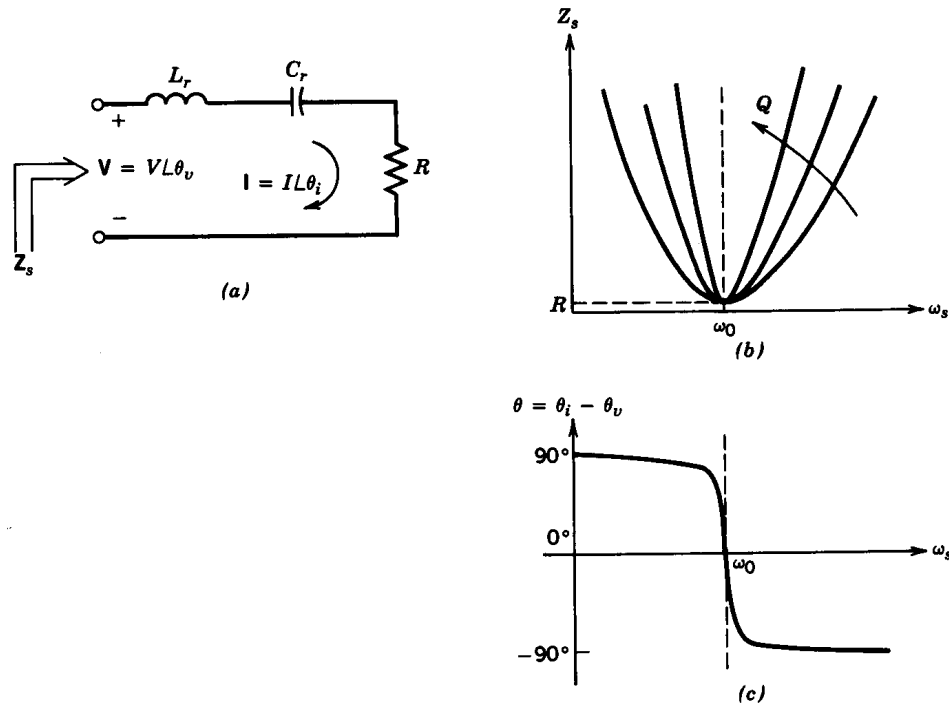 L_r
C_r
+
V = V∠θ_v
I = I∠θ_i
R
−
Z_s
(a)
Z_s
Q
R
ω_0
ω_s
(b)
θ = θ_i − θ_v
90°
0°
ω_0
ω_s
−90°
(c)